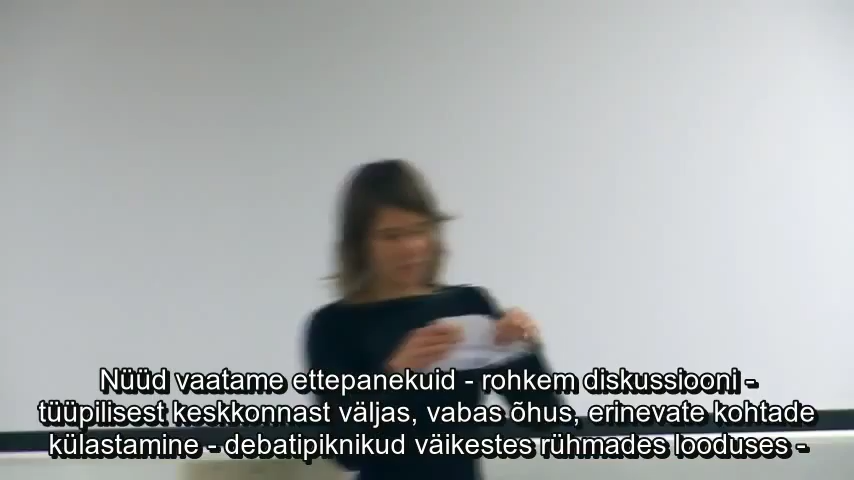 Nüüd vaatame ettepanekuid - rohkem diskussiooni -
tüüpilisest keskkonnast väljas, vabas õhus, erinevate kohtade
külastamine - debatipiknikud väikestes rühmades looduses -